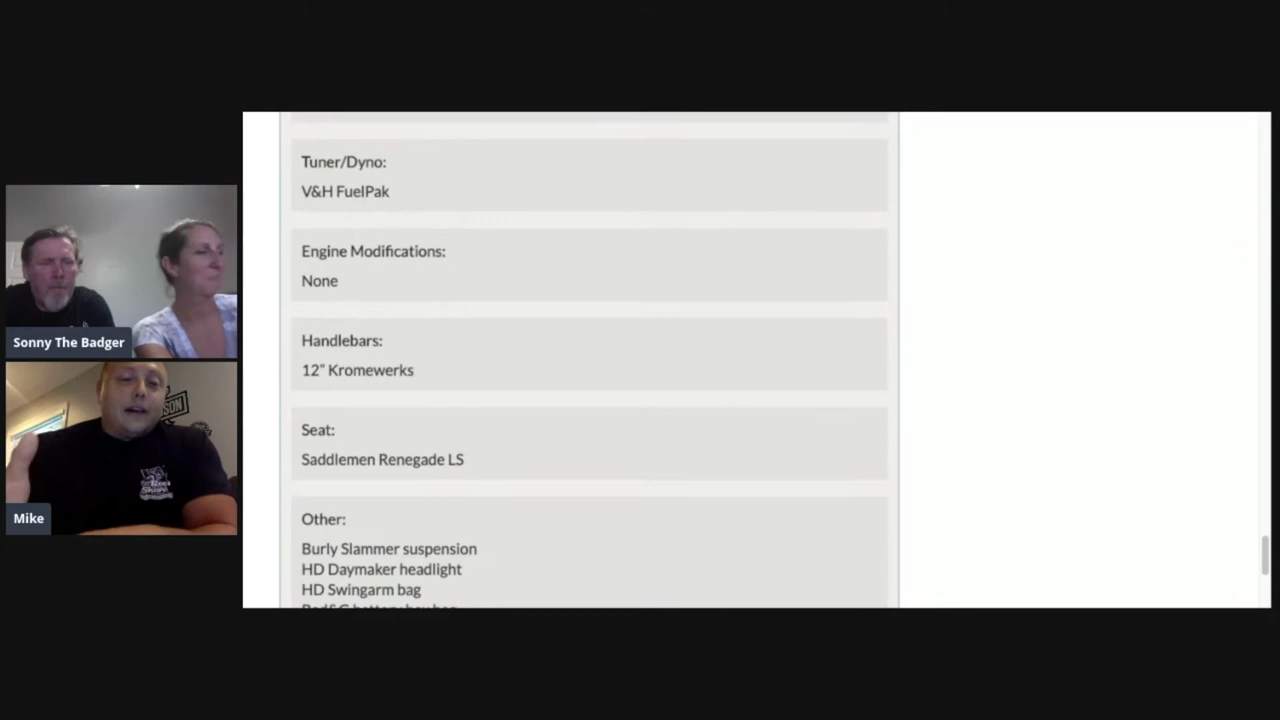 Tuner/Dyno:
V&H FuelPak
Engine Modifications:
None
Handlebars:
12” Kromewerks
Seat:
Saddlemen Renegade LS
Other:
Burly Slammer suspension
HD Daymaker headlight
HD Swingarm bag
Sonny The Badger
SON
Mike